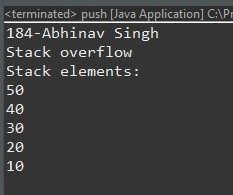 <terminated> push [Java Application] C:\Pr
184-Abhinav Singh
Stack overflow
Stack elements:
50
40
30
20
10